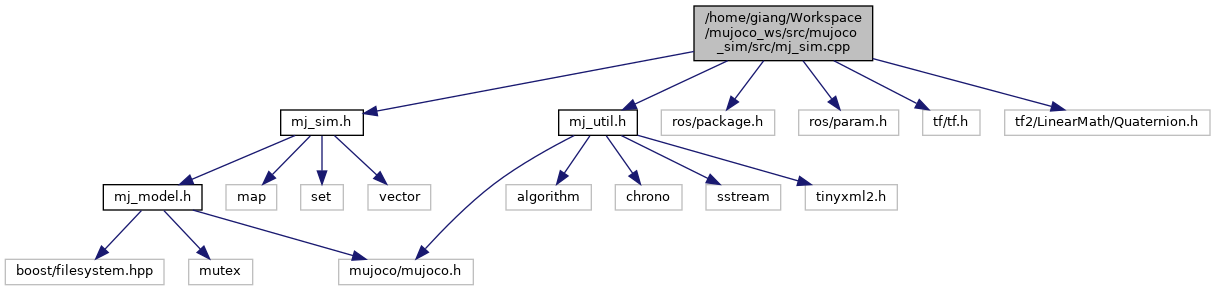 /home/giang/Workspace
/mujoco_ws/src/mujoco
_sim/src/mj_sim.cpp
mj_sim.h
mj_util.h
ros/package.h
ros/param.h
tf/tf.h
tf2/LinearMath/Quaternion.h
mj_model.h
map
set
vector
algorithm
chrono
sstream
tinyxml2.h
boost/filesystem.hpp
mutex
mujoco/mujoco.h